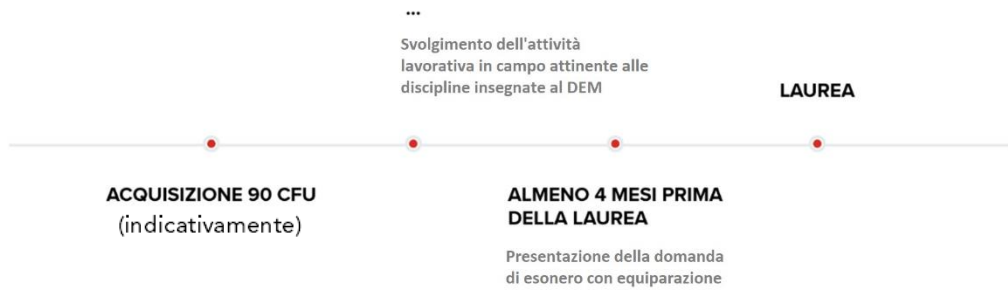 ...
Svolgimento dell'attività
lavorativa in campo attinente alle
discipline insegnate al DEM
LAUREA
ACQUISIZIONE 90 CFU
(indicativamente)
ALMENO 4 MESI PRIMA
DELLA LAUREA
Presentazione della domanda
di esonero con equiparazione